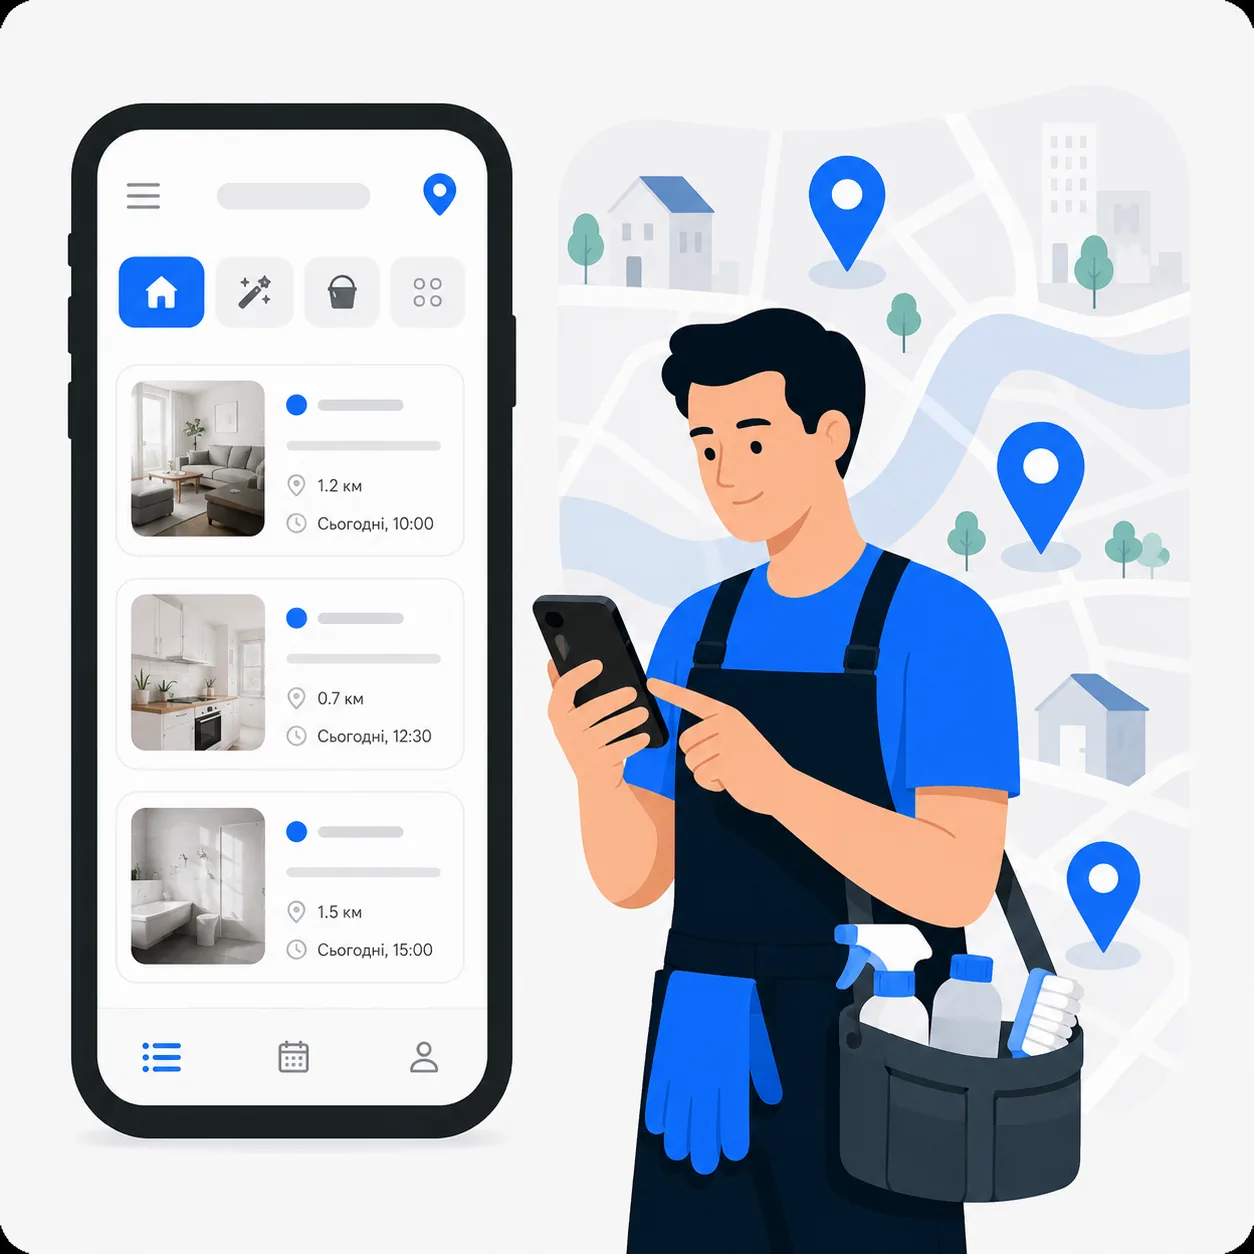 1.2 км
Сьогодні, 10:00
0.7 км
Сьогодні, 12:30
1.5 км
Сьогодні, 15:00